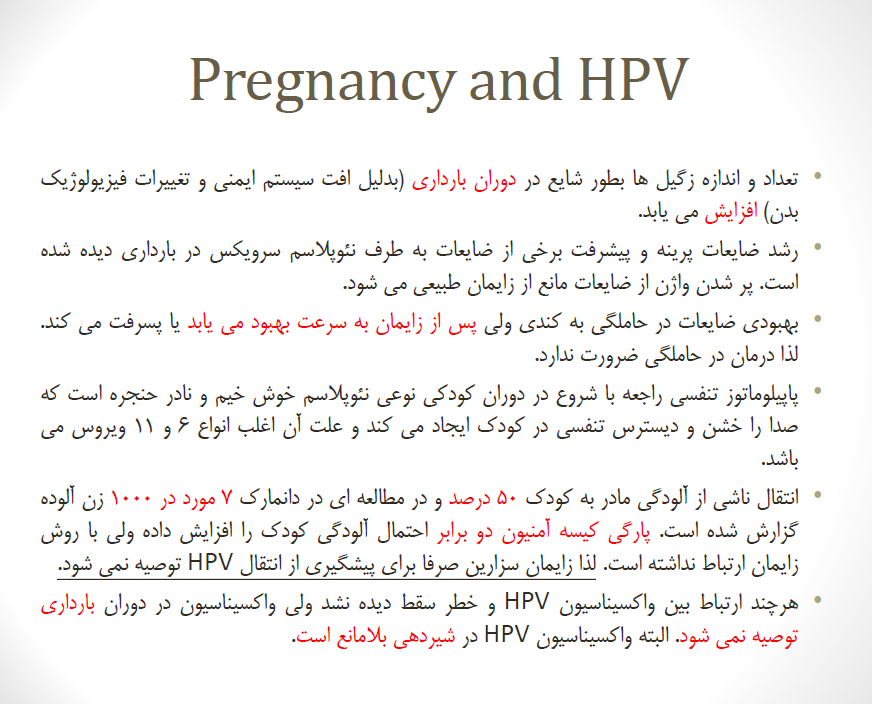 Pregnancy and HPV
• تعداد و اندازه زگیل ها بطور شایع در دوران بارداری (بدلیل افت سیستم ایمنی و تغییرات فیزیولوژیک
بدن) افزایش می یابد.
• رشد ضایعات پرینه و پیشرفت برخی از ضایعات به طرف نئوپلاسم سرویکس در بارداری دیده شده
است. پر شدن واژن از ضایعات مانع از زایمان طبیعی می شود.
• بهبودی ضایعات در حاملگی به کندی ولی پس از زایمان به سرعت بهبود می یابد یا پسرفت می کند.
لذا درمان در حاملگی ضرورت ندارد.
• پاپیلوماتوز تنفسی راجعه با شروع در دوران کودکی نوعی نئوپلاسم خوش خیم و نادر حنجره است که
صدا را خشن و دیسترس تنفسی در کودک ایجاد می کند و علت آن اغلب انواع ۶ و ۱۱ ویروس می
باشد.
• انتقال ناشی از آلودگی مادر به کودک ۵۰ درصد و در مطالعه ای در دانمارک ۷ مورد در ۱۰۰۰ زن آلوده
گزارش شده است. پارگی کیسه آمنیون دو برابر احتمال آلودگی کودک را افزایش داده ولی با روش
زایمان ارتباط نداشته است. لذا زایمان سزارین صرفا برای پیشگیری از انتقال HPV توصیه نمی شود.
• هرچند ارتباط بین واکسیناسیون HPV و خطر سقط دیده نشد ولی واکسیناسیون در دوران بارداری
توصیه نمی شود. البته واکسیناسیون HPV در شیردهی بلامانع است.